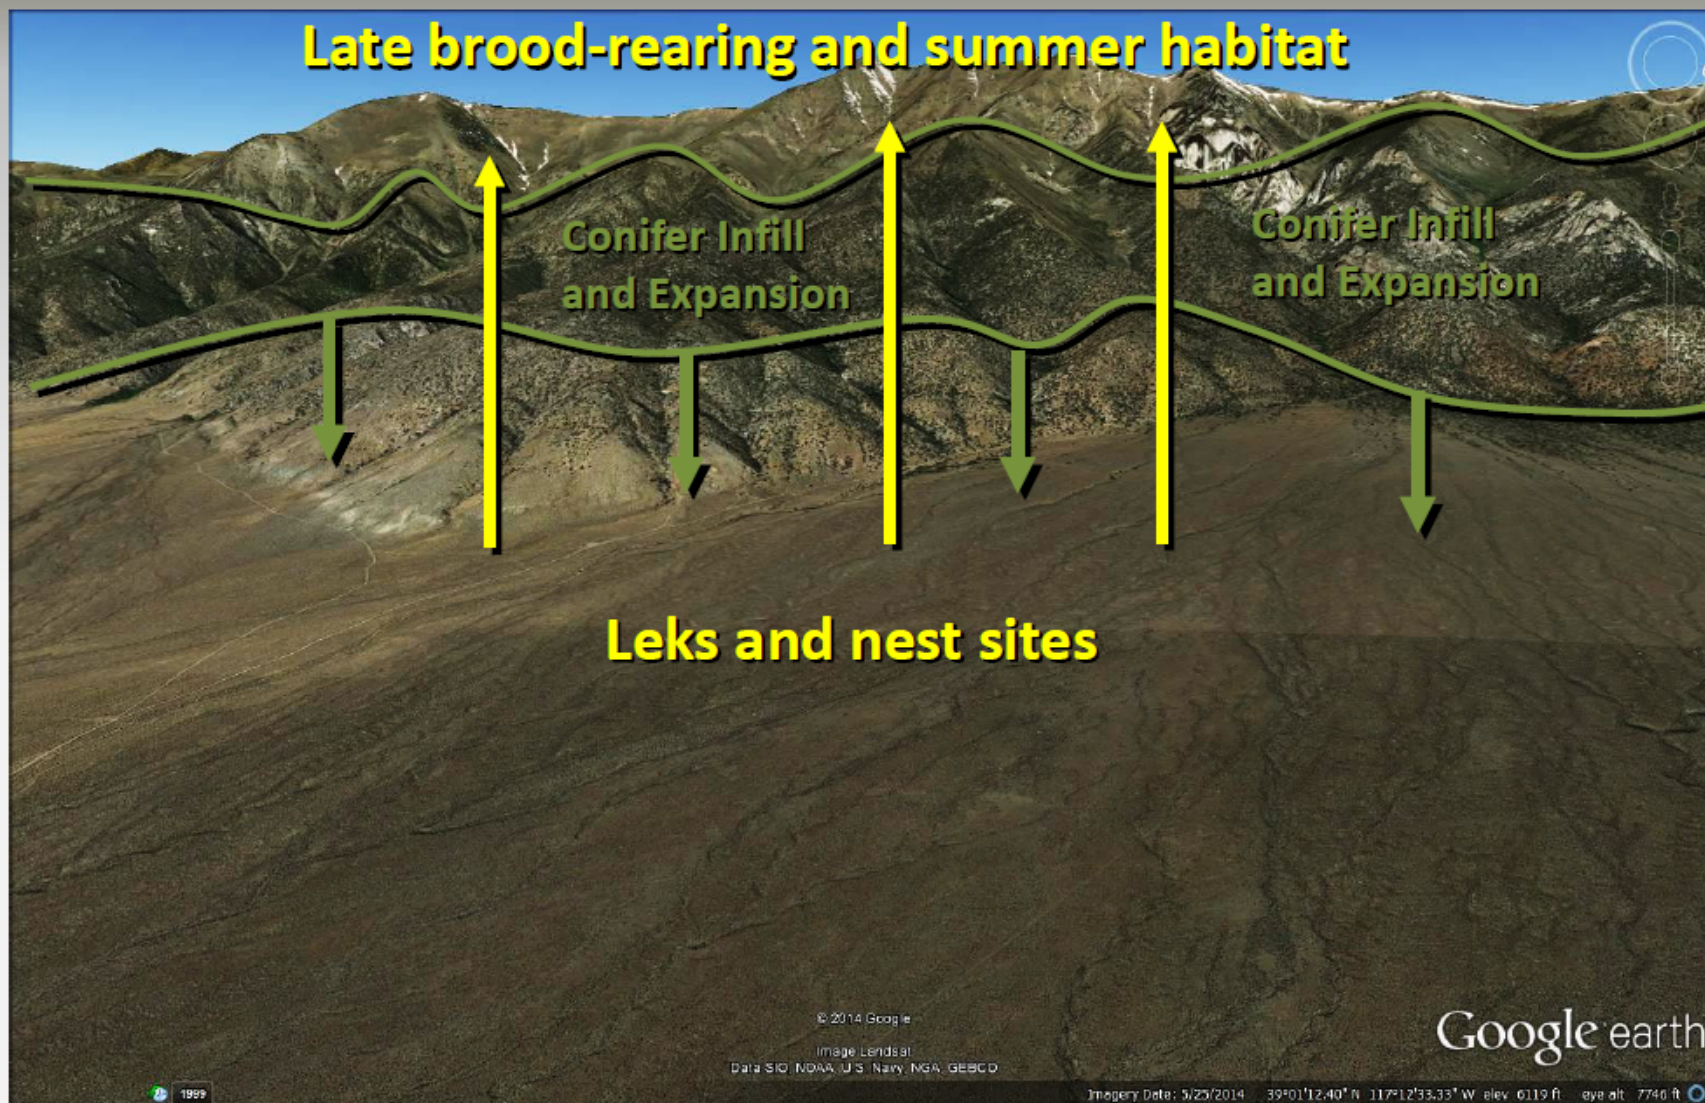 Late brood-rearing and summer habitat
Conifer Infill
and Expansion
Conifer Infill
and Expansion
Leks and nest sites
© 2014 Google
Image Landsat
Data SIO, NOAA, U.S. Navy, NGA, GEBCO
Google earth
1999
Imagery Date: 5/25/2014 39°01'12.40" N 117°12'33.33" W elev 6119 ft eye alt 7746 ft